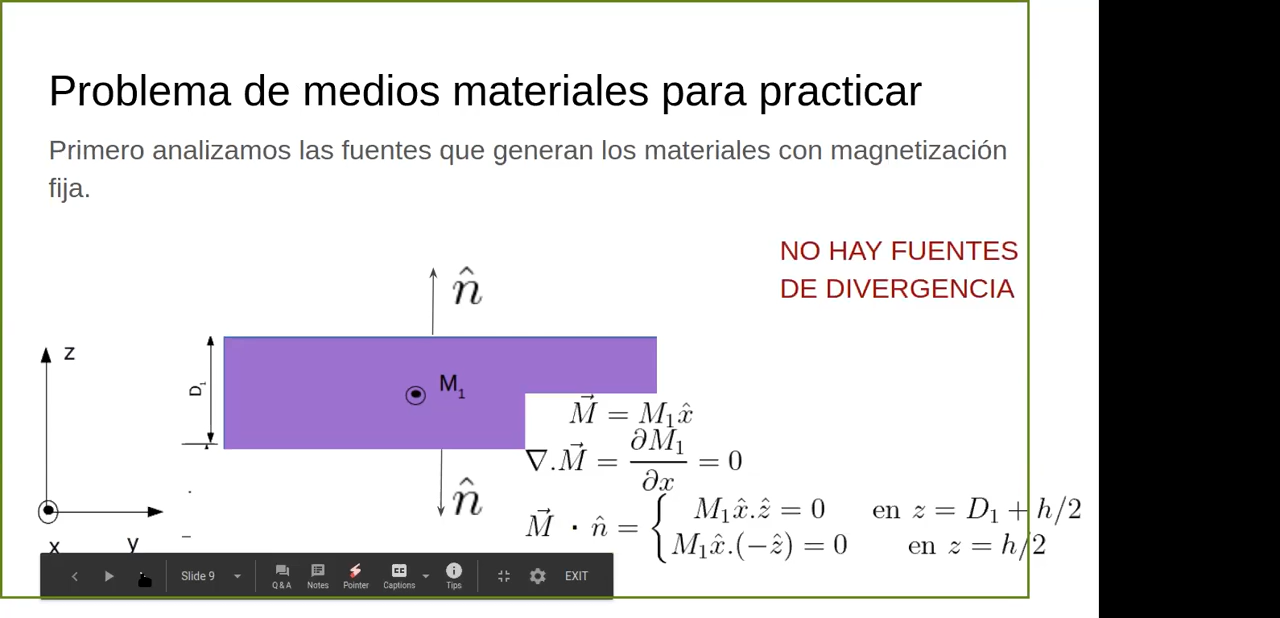 Problema de medios materiales para practicar
Primero analizamos las fuentes que generan los materiales con magnetización
fija.
NO HAY FUENTES
DE DIVERGENCIA
n̂
z
D₁
M₁
M⃗ = M₁x̂
∇.M⃗ = ∂M₁/∂x = 0
n̂
M⃗ · n̂ = { M₁x̂.ẑ = 0 en z = D₁ + h/2
M₁x̂.(−ẑ) = 0 en z = h/2
x y
Slide 9 Q & A Notes Pointer Captions Tips EXIT